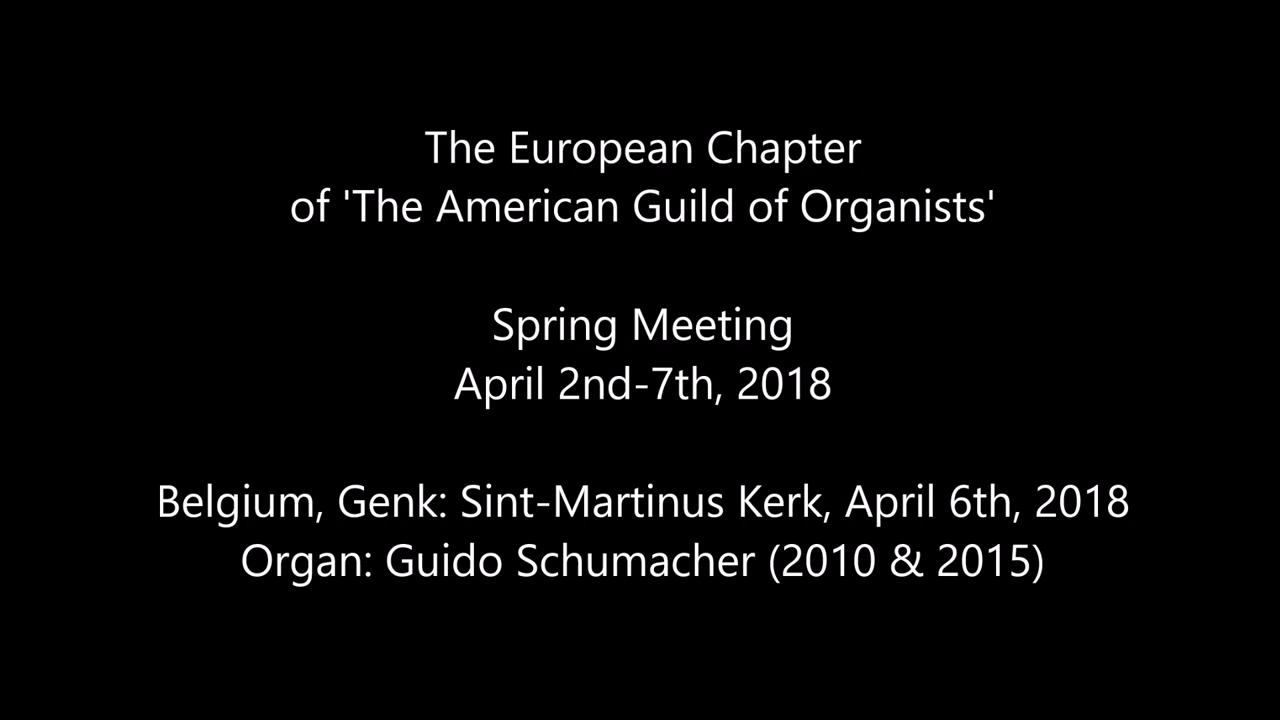 The European Chapter
of 'The American Guild of Organists'
Spring Meeting
April 2nd-7th, 2018
Belgium, Genk: Sint-Martinus Kerk, April 6th, 2018
Organ: Guido Schumacher (2010 & 2015)